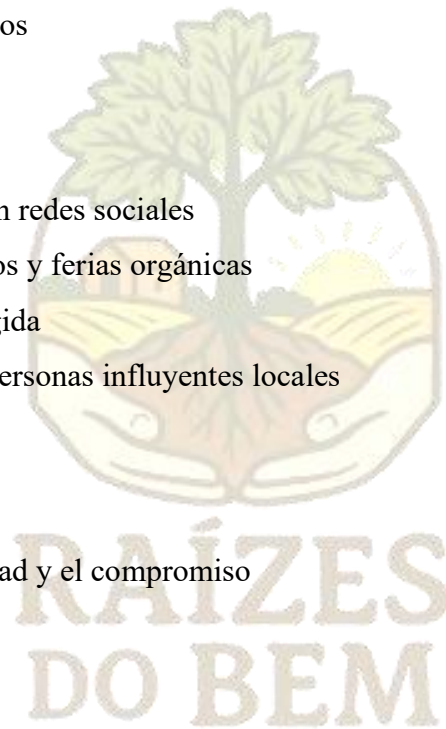 os
n redes sociales
os y ferias orgánicas
gida
ersonas influyentes locales
ad y el compromiso
RAÍZES
DO BEM